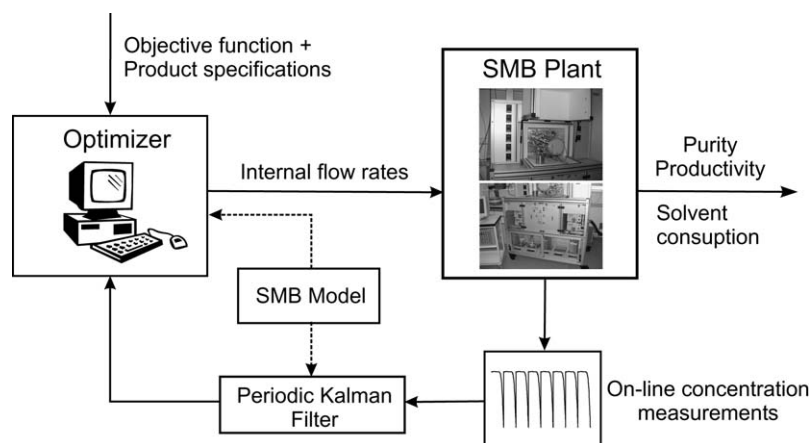 Objective function +
Product specifications
SMB Plant
Optimizer
Internal flow rates
Purity
Productivity
Solvent
consuption
SMB Model
Periodic Kalman
Filter
On-line concentration
measurements